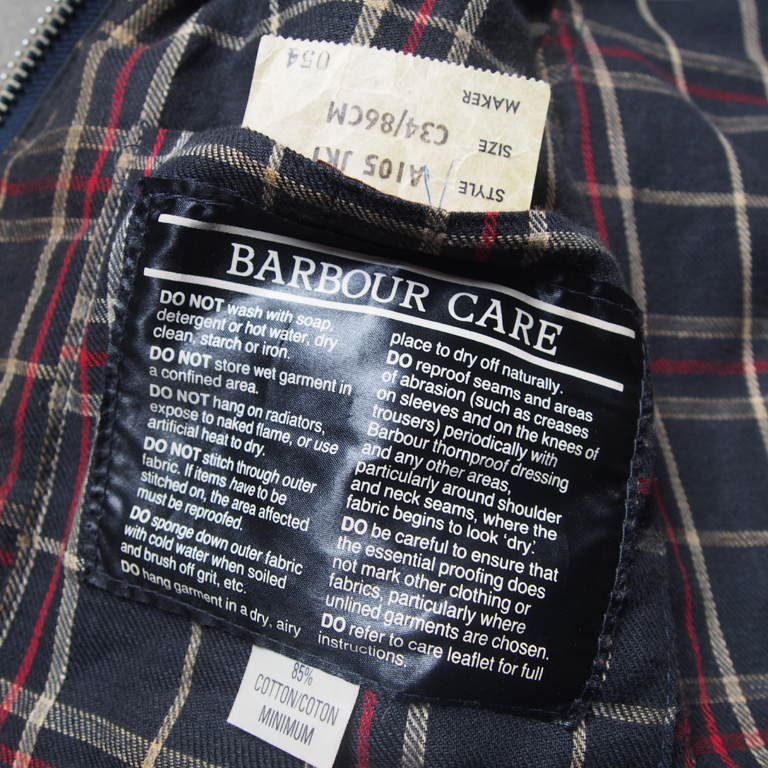 054
MAKER
C34/86CM
SIZE
A105 JKT
STYLE
BARBOUR CARE
DO NOT wash with soap,
detergent or hot water, dry
clean, starch or iron.
DO NOT store wet garment in
a confined area.
DO NOT hang on radiators,
expose to naked flame, or use
artificial heat to dry.
DO NOT stitch through outer
fabric. If items have to be
stitched on, the area affected
must be reproofed.
DO sponge down outer fabric
with cold water when soiled
and brush off grit, etc.
DO hang garment in a dry, airy
place to dry off naturally.
DO reproof seams and areas
of abrasion (such as creases
on sleeves and on the knees of
trousers) periodically with
Barbour thornproof dressing
and any other areas,
particularly around shoulder
and neck seams, where the
fabric begins to look 'dry'.
DO be careful to ensure that
the essential proofing does
not mark other clothing or
fabrics, particularly where
unlined garments are chosen.
DO refer to care leaflet for full
instructions.
85%
COTTON/COTON
MINIMUM